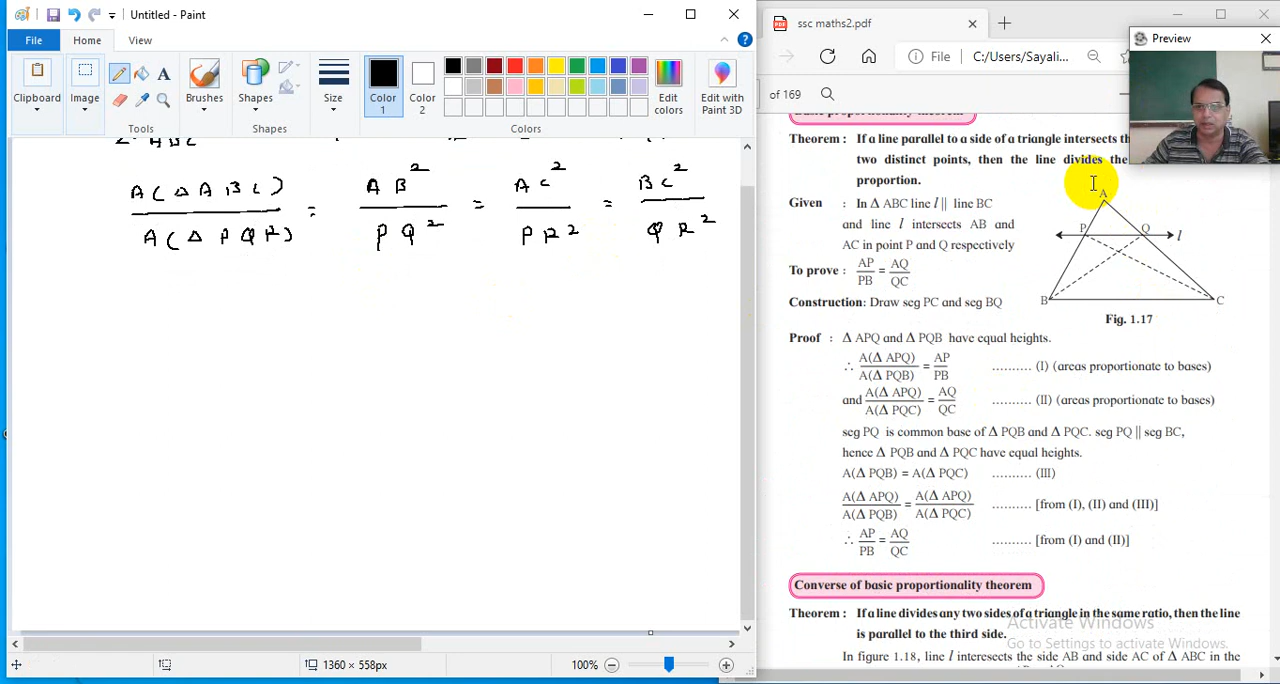 Untitled - Paint
File
Home
View
Clipboard
Image
Tools
Brushes
Shapes
Shapes
Size
Color 1
Color 2
Colors
Edit colors
Edit with Paint 3D
A(Δ ABC) = AB² = AC² = BC²
A(Δ PQR) PQ² PR² QR²
100%
1360 × 558px
ssc maths2.pdf
File
C:/Users/Sayali...
of 169
Preview
Basic proportionality theorem
Theorem : If a line parallel to a side of a triangle intersects th
two distinct points, then the line divides the
proportion.
Given : In Δ ABC line l || line BC
and line l intersects AB and
AC in point P and Q respectively
To prove : AP/PB = AQ/QC
Construction: Draw seg PC and seg BQ
A
P
Q
l
B
C
Fig. 1.17
Proof : Δ APQ and Δ PQB have equal heights.
∴ A(Δ APQ)/A(Δ PQB) = AP/PB .......... (I) (areas proportionate to bases)
and A(Δ APQ)/A(Δ PQC) = AQ/QC .......... (II) (areas proportionate to bases)
seg PQ is common base of Δ PQB and Δ PQC. seg PQ || seg BC,
hence Δ PQB and Δ PQC have equal heights.
A(Δ PQB) = A(Δ PQC) .......... (III)
A(Δ APQ)/A(Δ PQB) = A(Δ APQ)/A(Δ PQC) .......... [from (I), (II) and (III)]
∴ AP/PB = AQ/QC .......... [from (I) and (II)]
Converse of basic proportionality theorem
Theorem : If a line divides any two sides of a triangle in the same ratio, then the line
is parallel to the third side.
In figure 1.18, line l interesects the side AB and side AC of Δ ABC in the
Activate Windows
Go to Settings to activate Windows.